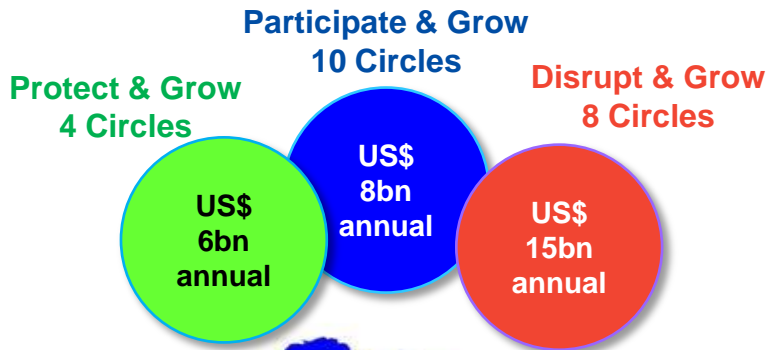 Participate & Grow
10 Circles
Protect & Grow
4 Circles
Disrupt & Grow
8 Circles
US$
8bn
annual
US$
6bn
annual
US$
15bn
annual